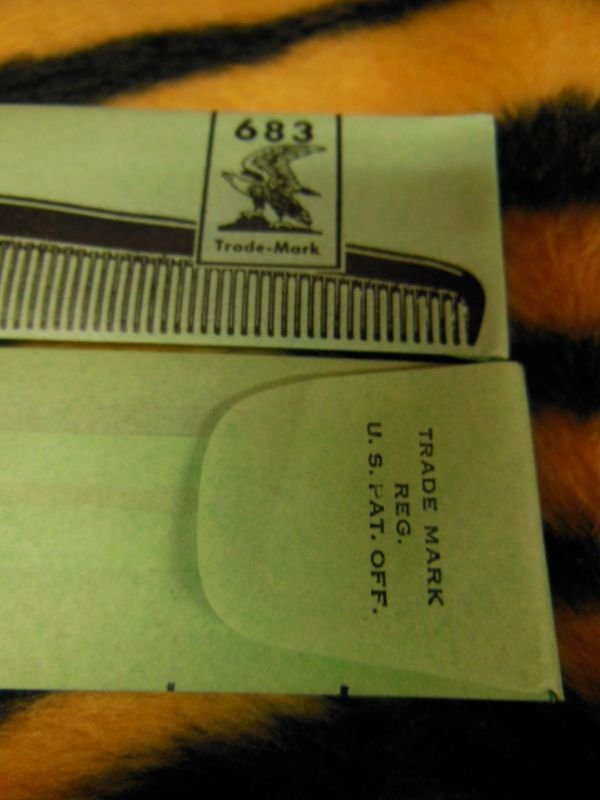 683
Trade-Mark
TRADE MARK
REG.
U. S. PAT. OFF.